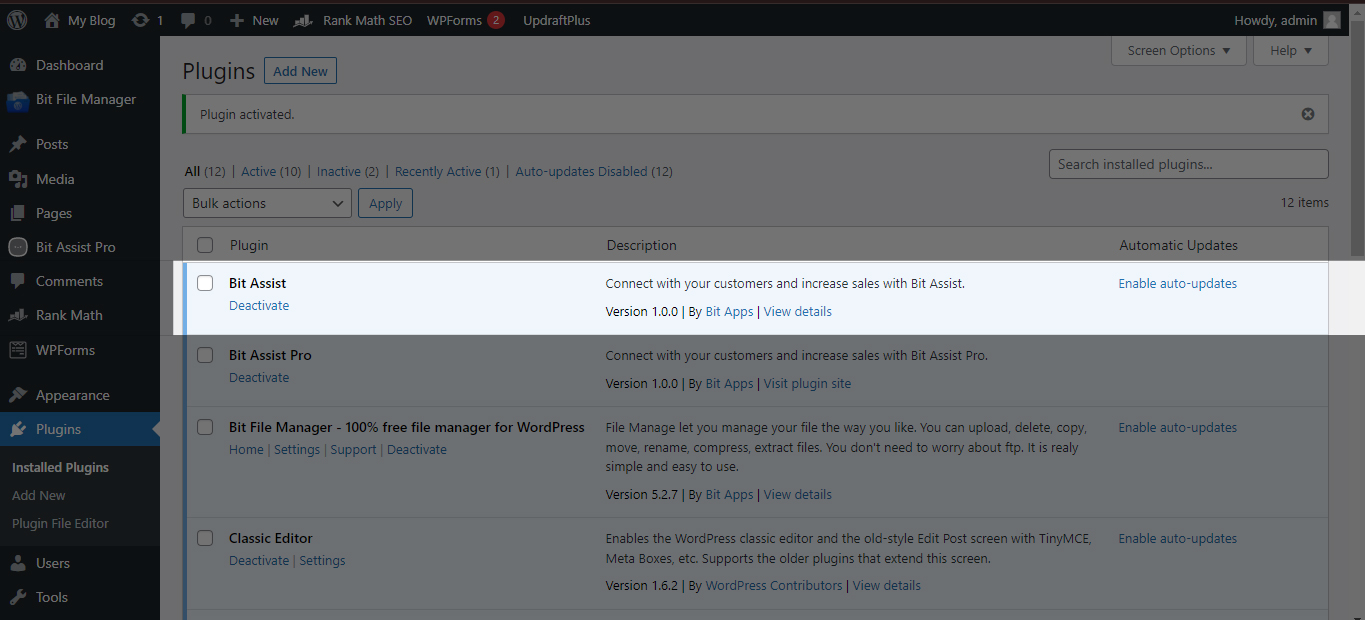 My Blog 1 0 New Rank Math SEO WPForms 2 UpdraftPlus Howdy, admin
Dashboard
Bit File Manager
Posts
Media
Pages
Bit Assist Pro
Comments
Rank Math
WPForms
Appearance
Plugins
Installed Plugins
Add New
Plugin File Editor
Users
Tools
Screen Options Help
Plugins Add New
Plugin activated.
All (12) | Active (10) | Inactive (2) | Recently Active (1) | Auto-updates Disabled (12)
Search installed plugins...
Bulk actions Apply
12 items
Plugin Description Automatic Updates
Bit Assist Connect with your customers and increase sales with Bit Assist. Enable auto-updates
Deactivate
Version 1.0.0 | By Bit Apps | View details
Bit Assist Pro Connect with your customers and increase sales with Bit Assist Pro.
Deactivate
Version 1.0.0 | By Bit Apps | Visit plugin site
Bit File Manager - 100% free file manager for WordPress File Manage let you manage your file the way you like. You can upload, delete, copy, Enable auto-updates
Home | Settings | Support | Deactivate move, rename, compress, extract files. You don't need to worry about ftp. It is realy
simple and easy to use.
Version 5.2.7 | By Bit Apps | View details
Classic Editor Enables the WordPress classic editor and the old-style Edit Post screen with TinyMCE, Enable auto-updates
Deactivate | Settings Meta Boxes, etc. Supports the older plugins that extend this screen.
Version 1.6.2 | By WordPress Contributors | View details